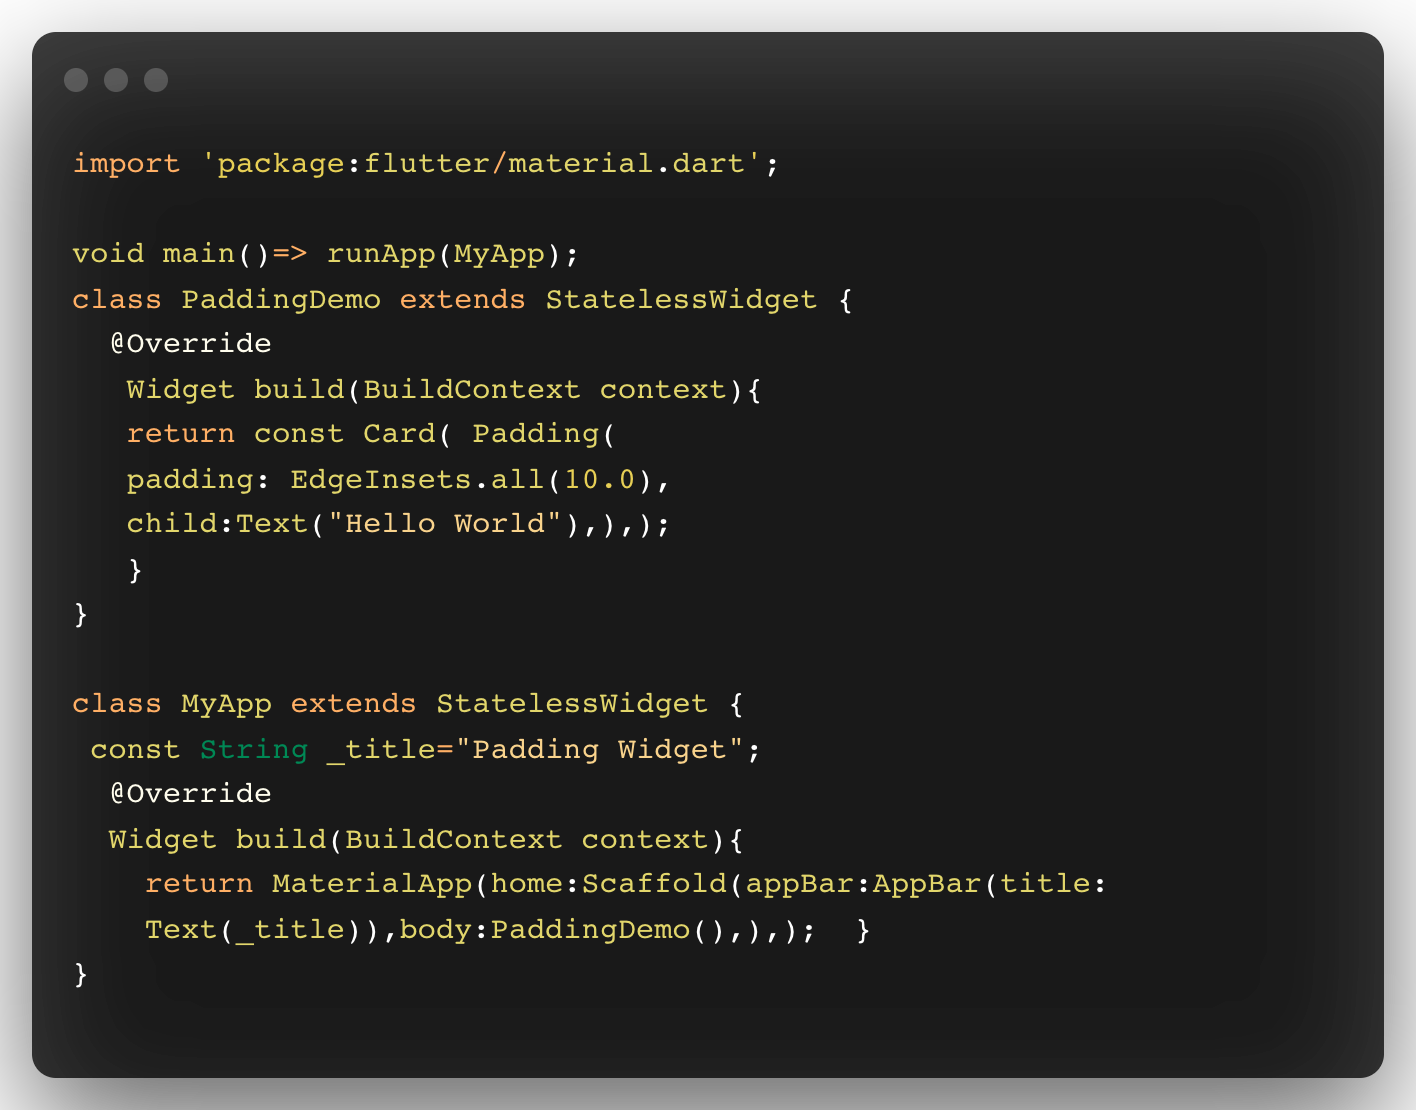 import 'package:flutter/material.dart';
void main()=> runApp(MyApp);
class PaddingDemo extends StatelessWidget {
@Override
Widget build(BuildContext context){
return const Card( Padding(
padding: EdgeInsets.all(10.0),
child:Text("Hello World"),),);
}
}
class MyApp extends StatelessWidget {
const String _title="Padding Widget";
@Override
Widget build(BuildContext context){
return MaterialApp(home:Scaffold(appBar:AppBar(title:
Text(_title)),body:PaddingDemo(),),);  }
}